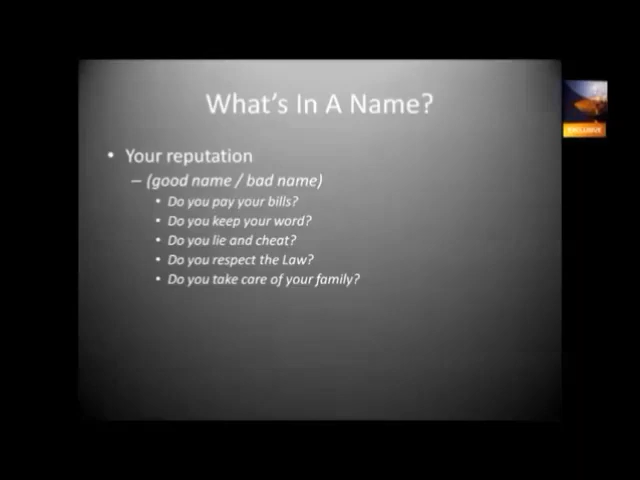 What's In A Name?
• Your reputation
– (good name / bad name)
• Do you pay your bills?
• Do you keep your word?
• Do you lie and cheat?
• Do you respect the Law?
• Do you take care of your family?